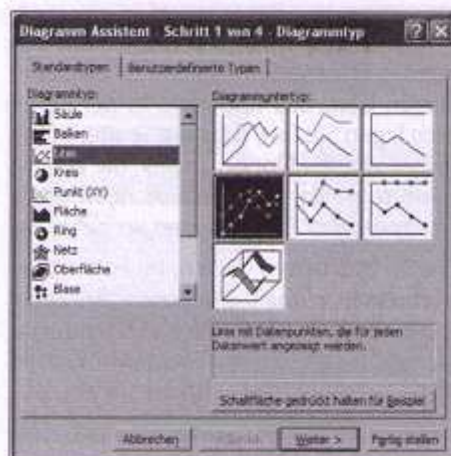 Diagramm Assistent - Schritt 1 von 4 - Diagrammtyp
Standardtypen
Benutzerdefinierte Typen
Diagrammtyp:
Säule
Balken
Linie
Kreis
Punkt (XY)
Fläche
Ring
Netz
Oberfläche
Blase
Diagrammuntertyp:
Linie mit Datenpunkten, die für jeden
Datenwert angezeigt werden.
Schaltfläche gedrückt halten für Beispiel
Abbrechen
Weiter >
Fertig stellen